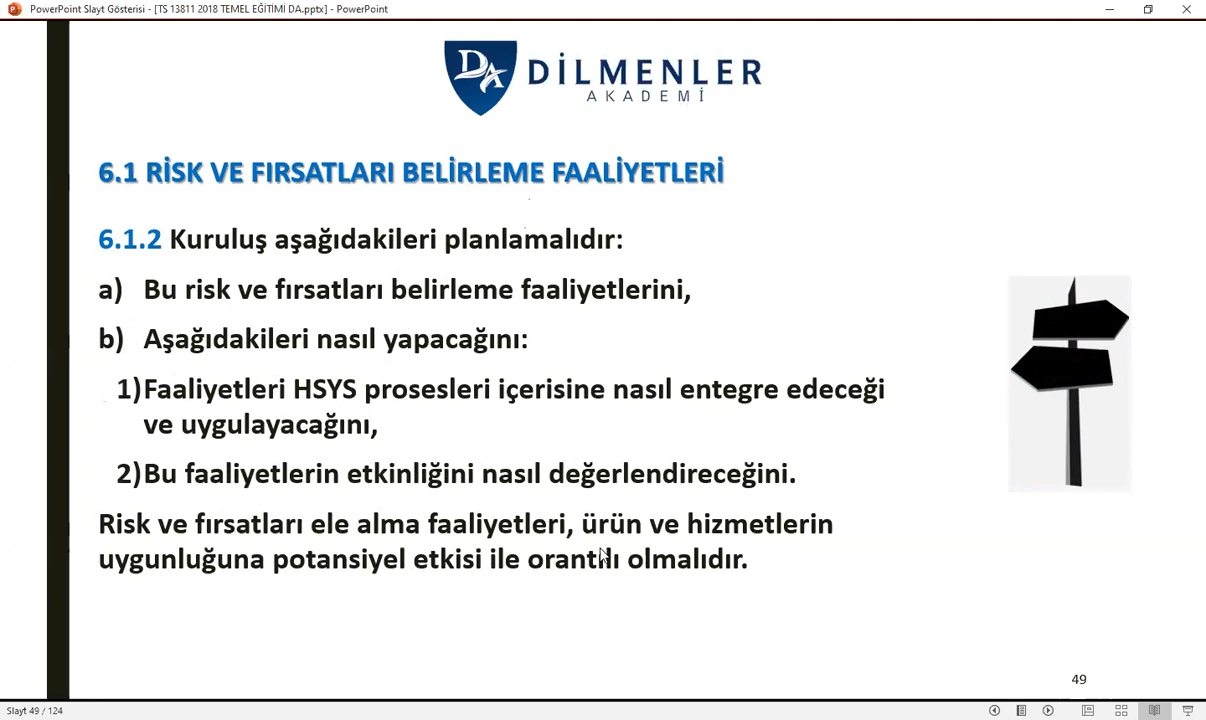 PowerPoint Slayt Gösterisi - [TS 13811 2018 TEMEL EĞİTİMİ DA.pptx] - PowerPoint
DA
DİLMENLER
AKADEMİ
6.1 RİSK VE FIRSATLARI BELİRLEME FAALİYETLERİ
6.1.2 Kuruluş aşağıdakileri planlamalıdır:
a) Bu risk ve fırsatları belirleme faaliyetlerini,
b) Aşağıdakileri nasıl yapacağını:
1)Faaliyetleri HSYS prosesleri içerisine nasıl entegre edeceği
ve uygulayacağını,
2)Bu faaliyetlerin etkinliğini nasıl değerlendireceğini.
Risk ve fırsatları ele alma faaliyetleri, ürün ve hizmetlerin
uygunluğuna potansiyel etkisi ile orantılı olmalıdır.
49
Slayt 49 / 124